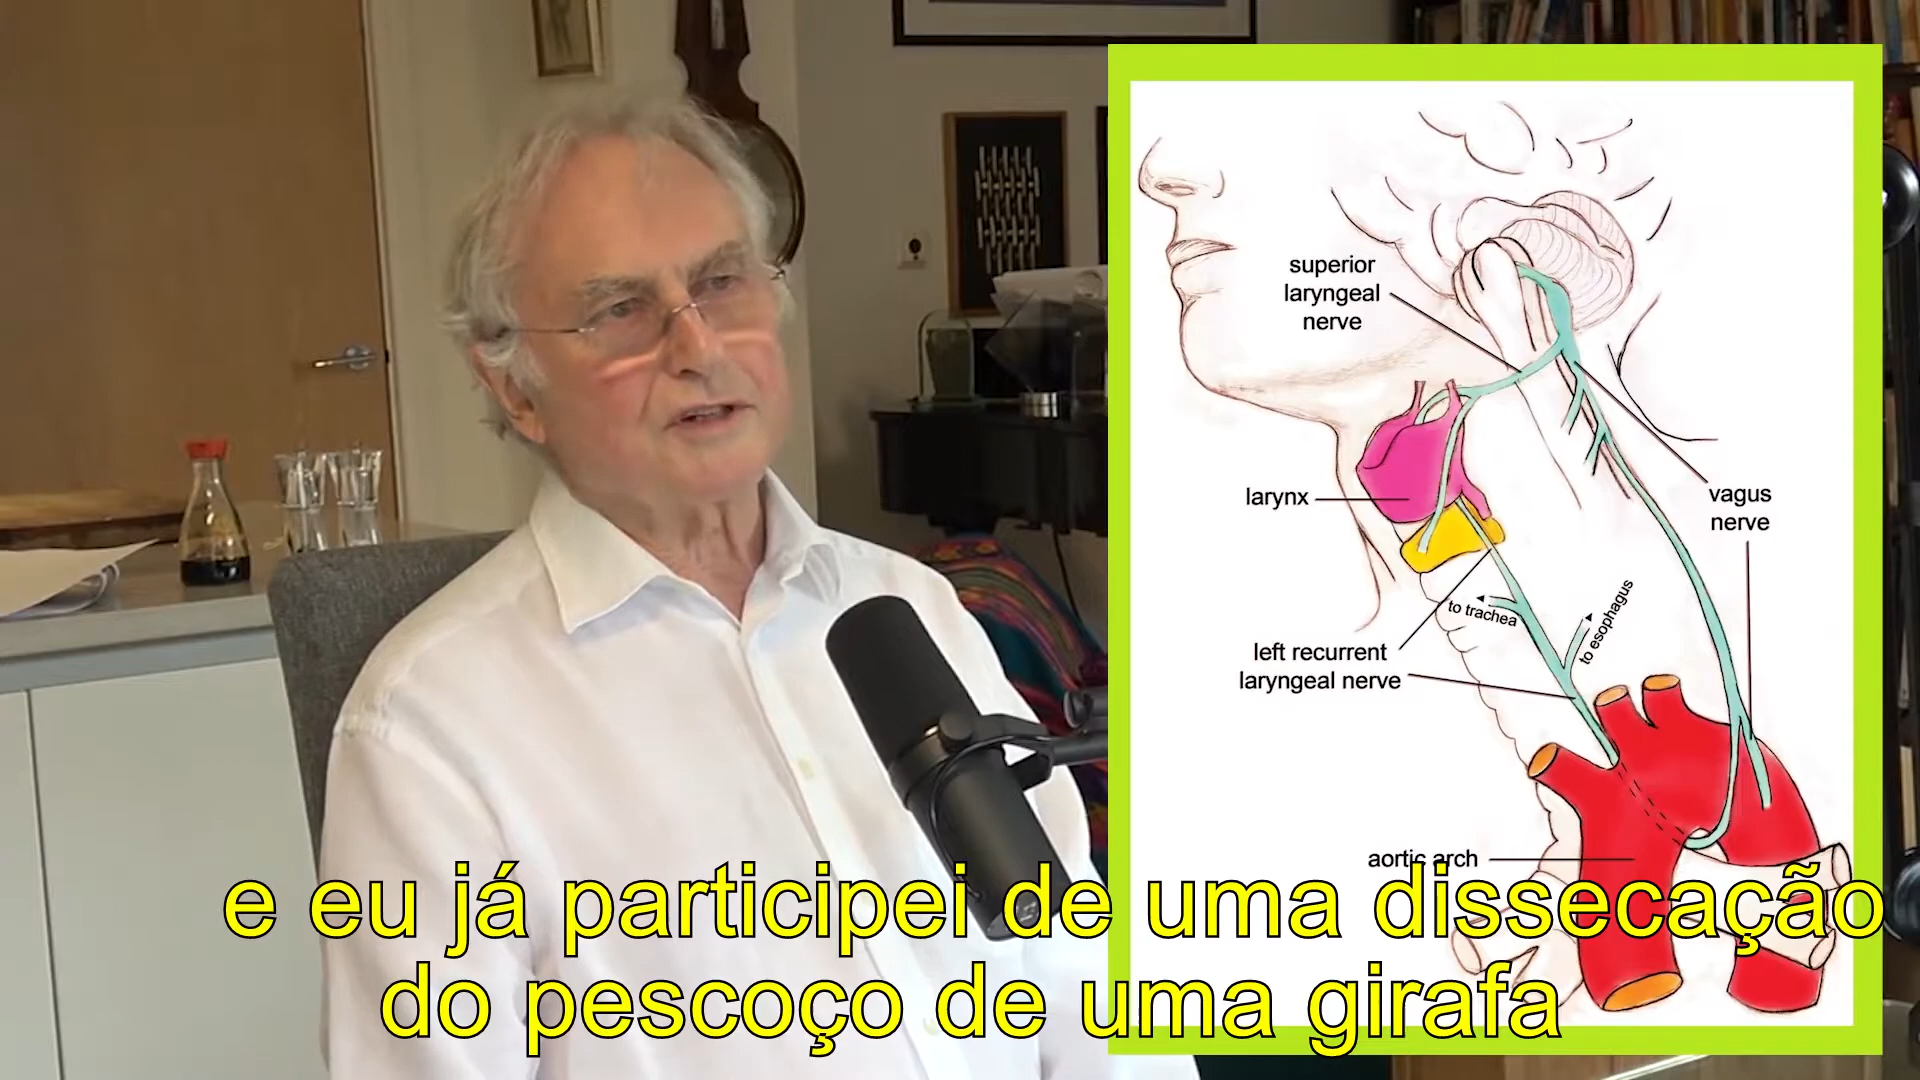 superior
laryngeal
nerve
larynx
vagus
nerve
to trachea
to esophagus
left recurrent
laryngeal nerve
aortic arch
e eu já participei de uma dissecação
do pescoço de uma girafa